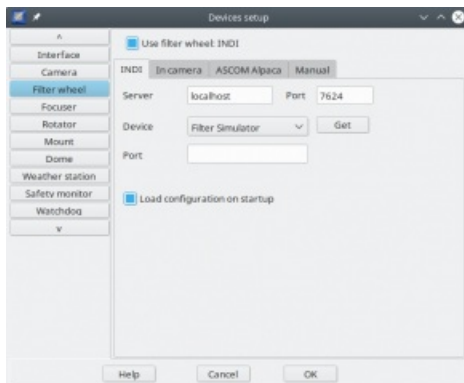 Devices setup
^
Interface
Camera
Filter wheel
Focuser
Rotator
Mount
Dome
Weather station
Safety monitor
Watchdog
v
Use filter wheel: INDI
INDI In camera ASCOM Alpaca Manual
Server localhost Port 7624
Device Filter Simulator Get
Port
Load configuration on startup
Help Cancel OK